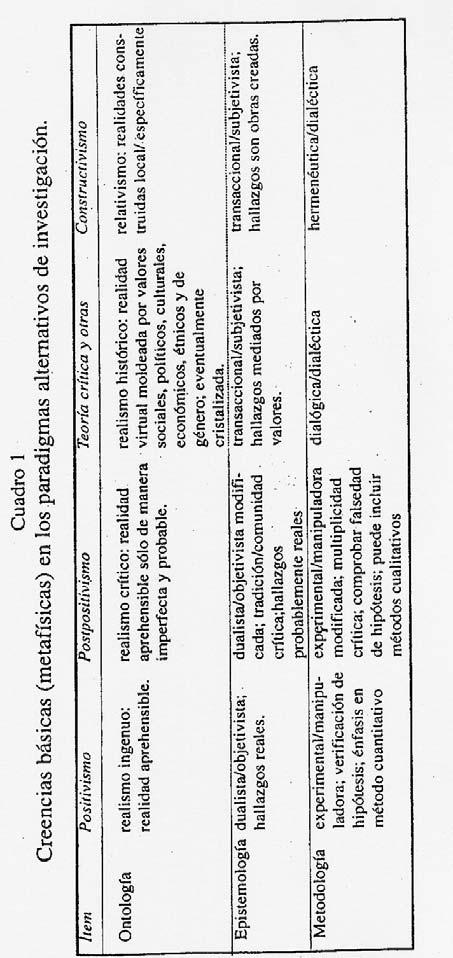 Cuadro 1
Creencias básicas (metafísicas) en los paradigmas alternativos de investigación.
Ítem Positivismo Postpositivismo Teoría crítica y otras Constructivismo
Ontología
realismo ingenuo:
realidad aprehensible.
realismo crítico: realidad
aprehensible sólo de manera
imperfecta y probable.
realismo histórico: realidad
virtual moldeada por valores
sociales, políticos, culturales,
económicos, étnicos y de
género; eventualmente
cristalizada.
relativismo: realidades cons-
truidas local/ específicamente
Epistemología
dualista/objetivista;
hallazgos reales.
dualista/objetivista modifi-
cada; tradición/comunidad
crítica;hallazgos
probablemente reales
transaccional/subjetivista;
hallazgos mediados por
valores.
transaccional/subjetivista;
hallazgos son obras creadas.
Metodología
experimental/manipu-
ladora; verificación de
hipótesis; énfasis en
método cuantitativo
experimental/manipuladora
modificada; multiplicidad
crítica; comprobar falsedad
de hipótesis; puede incluir
métodos cualitativos
dialógica/dialéctica
hermenéutica/dialéctica